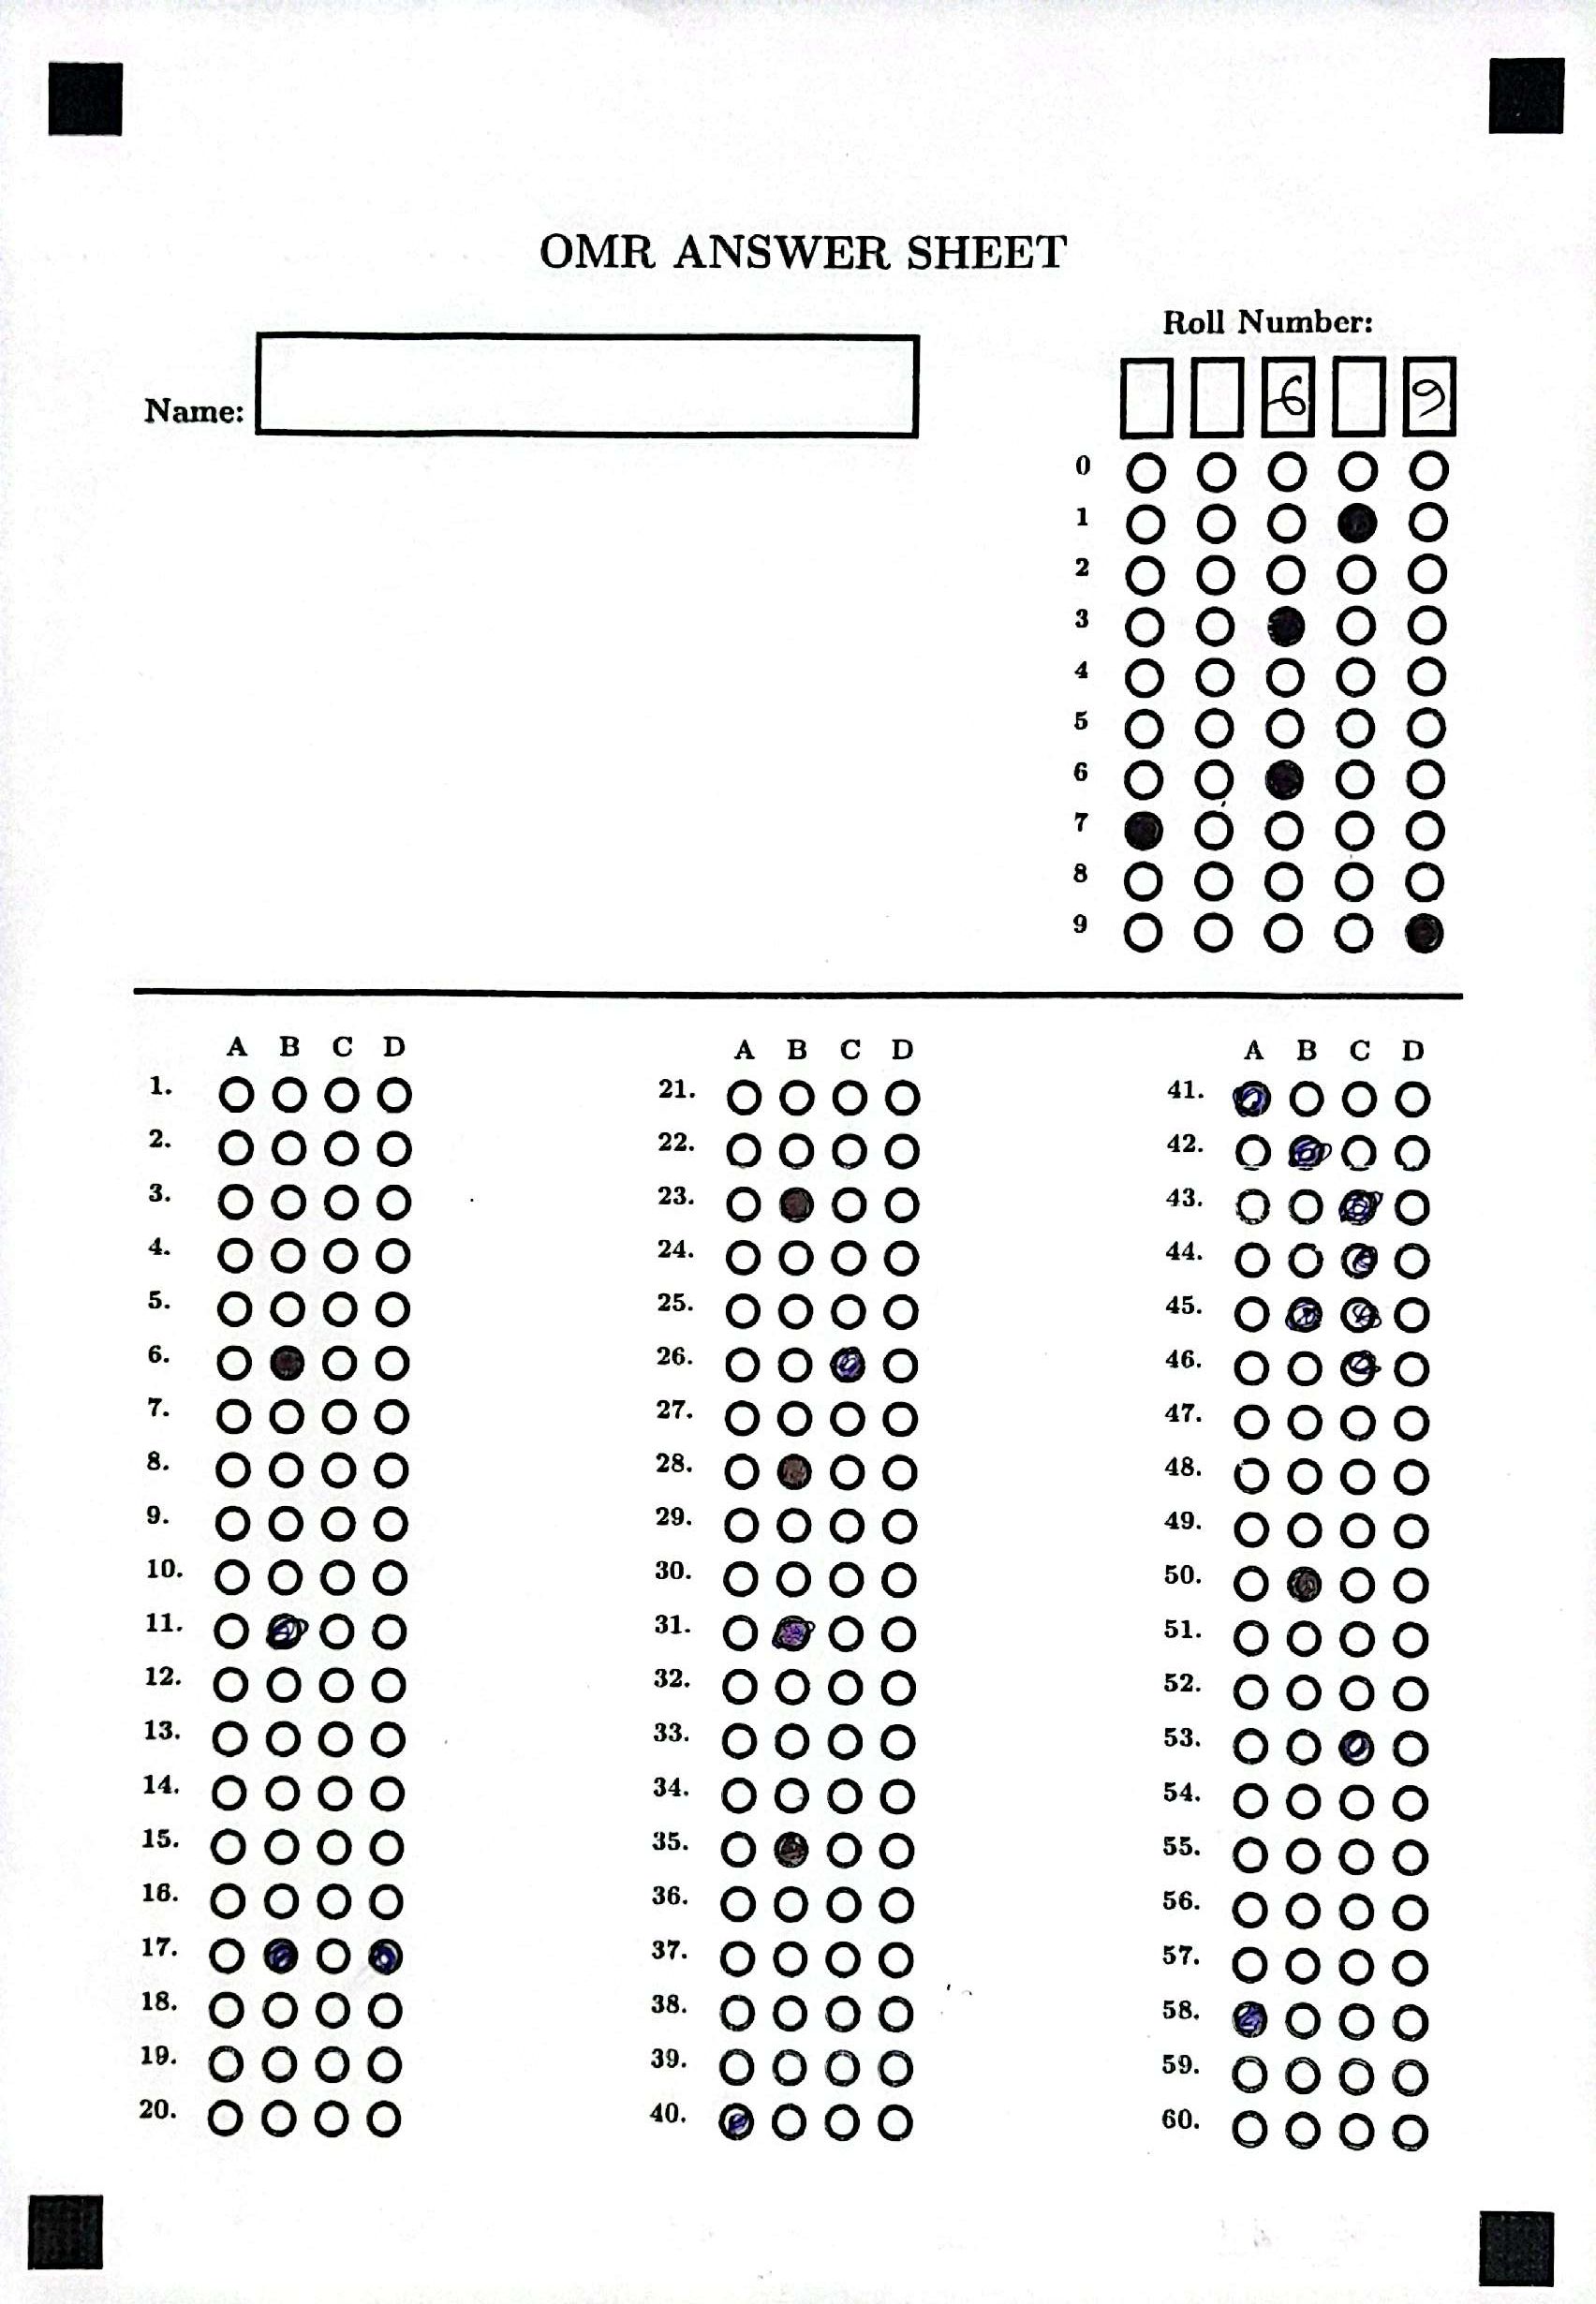 OMR ANSWER SHEET
Roll Number:
Name:
6 9
0
1
2
3
4
5
6
7
8
9
A B C D A B C D A B C D
1. 21. 41.
2. 22. 42.
3. 23. 43.
4. 24. 44.
5. 25. 45.
6. 26. 46.
7. 27. 47.
8. 28. 48.
9. 29. 49.
10. 30. 50.
11. 31. 51.
12. 32. 52.
13. 33. 53.
14. 34. 54.
15. 35. 55.
16. 36. 56.
17. 37. 57.
18. 38. 58.
19. 39. 59.
20. 40. 60.